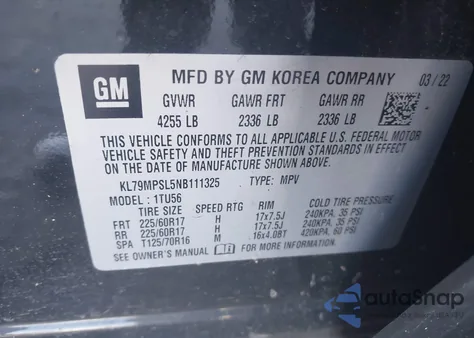 GM
MFD BY GM KOREA COMPANY 03/22
GVWR GAWR FRT GAWR RR
4255 LB 2336 LB 2336 LB
THIS VEHICLE CONFORMS TO ALL APPLICABLE U.S. FEDERAL MOTOR
VEHICLE SAFETY AND THEFT PREVENTION STANDARDS IN EFFECT ON
THE DATE OF MANUFACTURE SHOWN ABOVE.
KL79MPSL5NB111325 TYPE: MPV
MODEL: 1TU56
TIRE SIZE SPEED RTG RIM COLD TIRE PRESSURE
FRT 225/60R17 H 17x7.5J 240KPA, 35 PSI
RR 225/60R17 H 17x7.5J 240KPA, 35 PSI
SPA T125/70R16 M 16x4.0BT 420KPA, 60 PSI
SEE OWNER'S MANUAL FOR MORE INFORMATION.
autoSnap